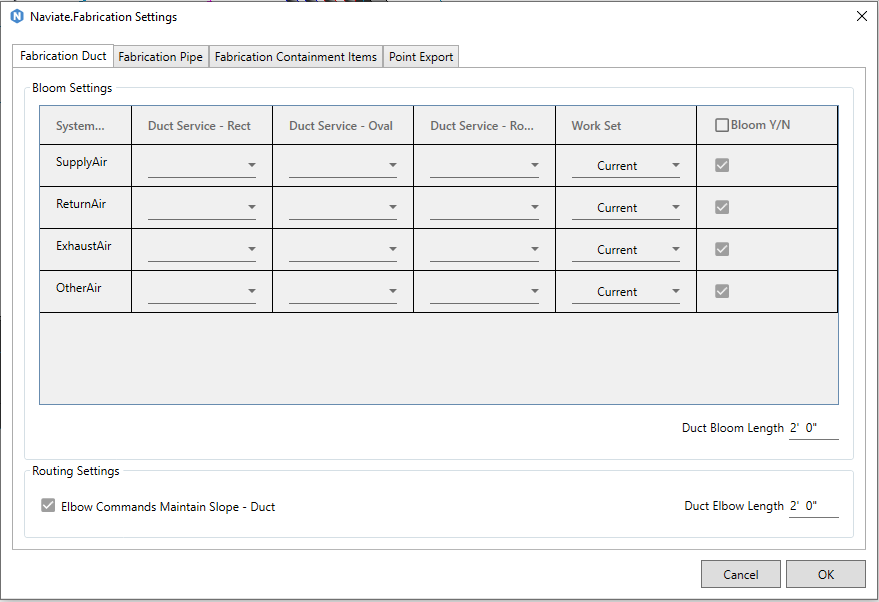 Naviate.Fabrication Settings
Fabrication Duct Fabrication Pipe Fabrication Containment Items Point Export
Bloom Settings
System... Duct Service - Rect Duct Service - Oval Duct Service - Ro... Work Set Bloom Y/N
SupplyAir Current
ReturnAir Current
ExhaustAir Current
OtherAir Current
Duct Bloom Length 2' 0"
Routing Settings
Elbow Commands Maintain Slope - Duct Duct Elbow Length 2' 0"
Cancel OK